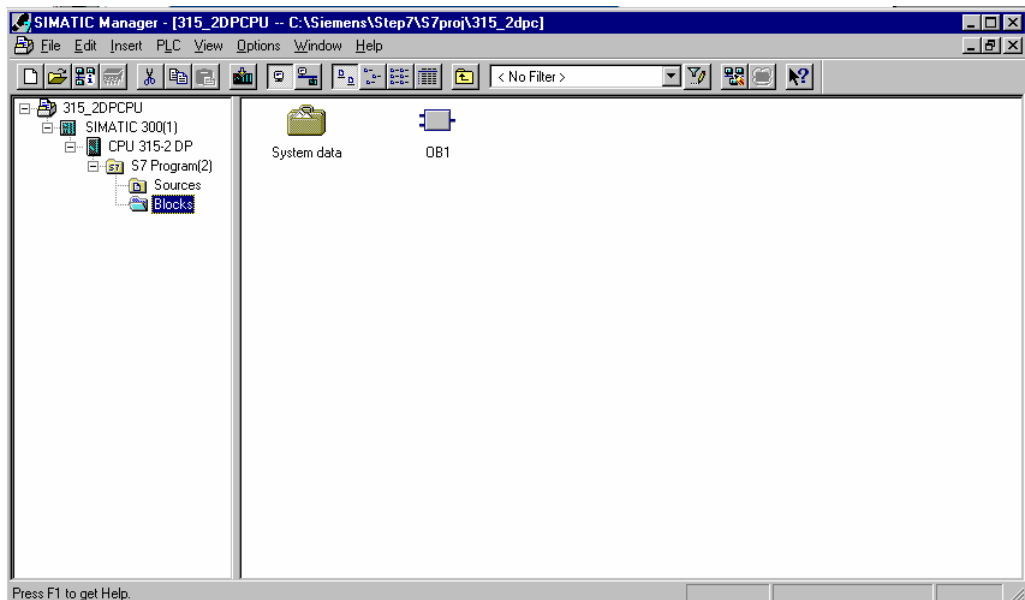 SIMATIC Manager - [315_2DPCPU -- C:\Siemens\Step7\S7proj\315_2dpc]
File Edit Insert PLC View Options Window Help
< No Filter >
315_2DPCPU
SIMATIC 300(1)
CPU 315-2 DP
S7 Program(2)
Sources
Blocks
System data
OB1
Press F1 to get Help.